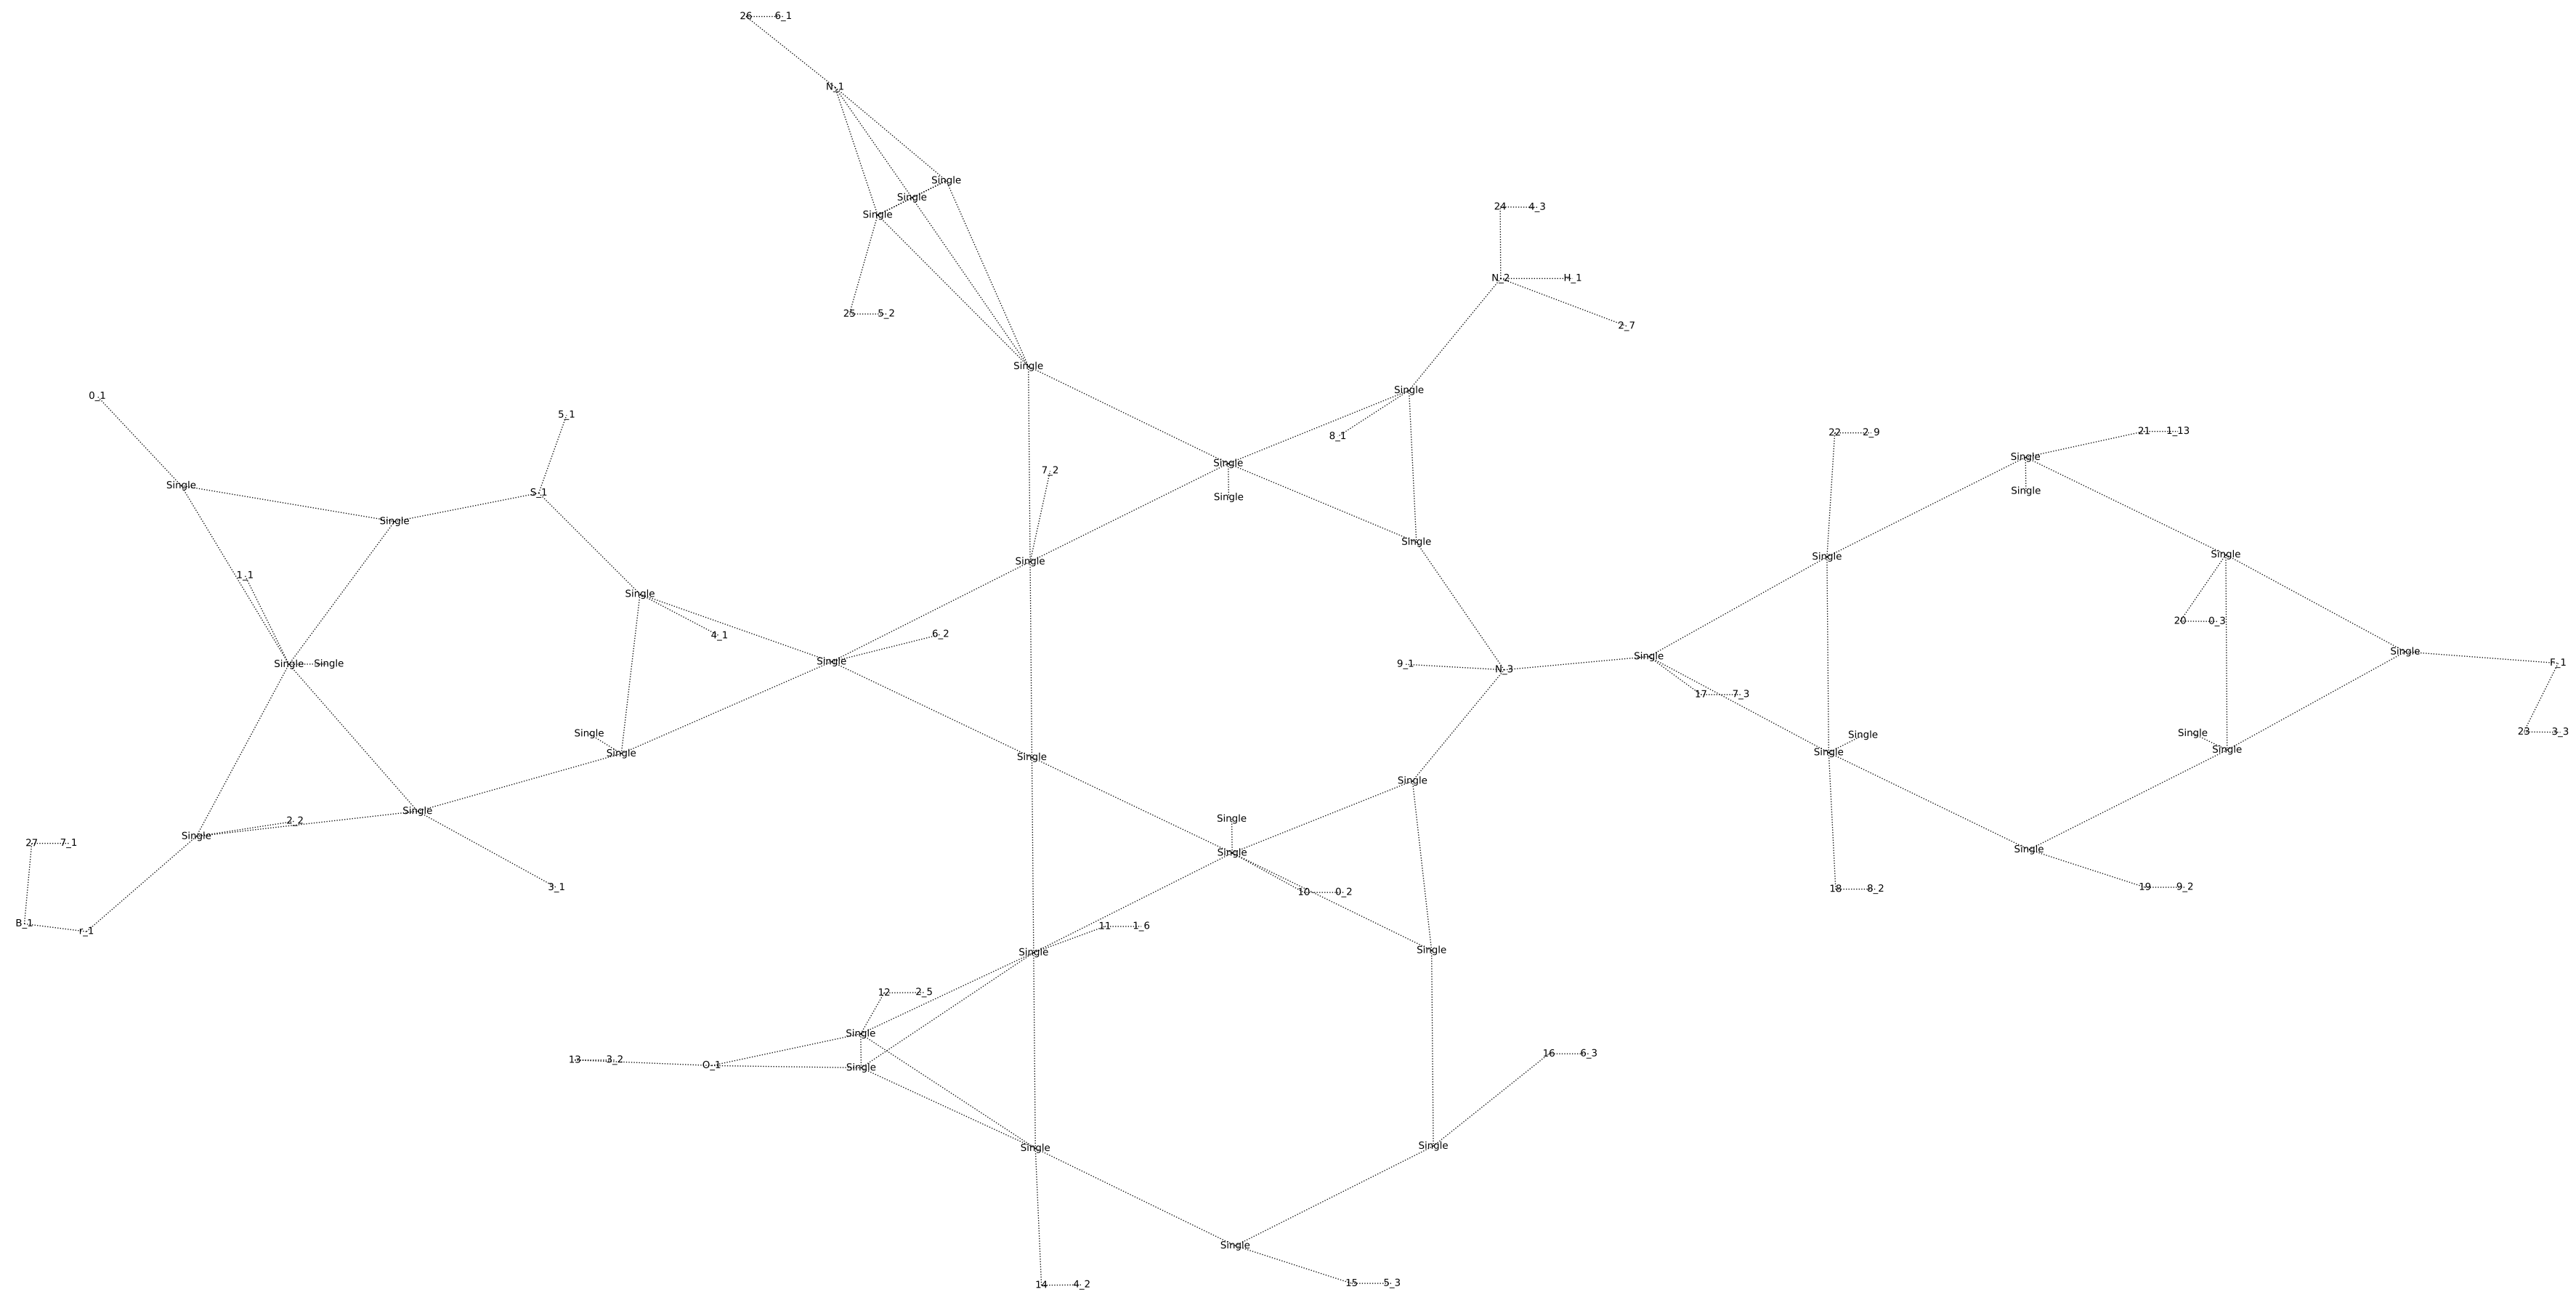 26 6_1
N_1
Single
Single
Single
24 4_3
N_2 H_1
25 5_2
2_7
Single
Single
0_1
5_1
8_1
22 2_9
21 1_13
Single
Single
7_2
Single
S_1
Single
Single
Single
Single
Single
Single
Single
1_1
Single
4_1
20 0_3
6_2
Single
Single Single
9_1
N_3
Single
Single
F_1
17 7_3
Single
Single
Single
Single
23 3_3
Single
Single
Single
Single
Single
Single
2_2
Single
27 7_1
Single
Single
3_1
10 0_2
18 8_2
19 9_2
B_1
r_1
11 1_6
Single
Single
12 2_5
Single
13 3_2
O_1
Single
16 6_3
Single
Single
Single
14 4_2
15 5_3